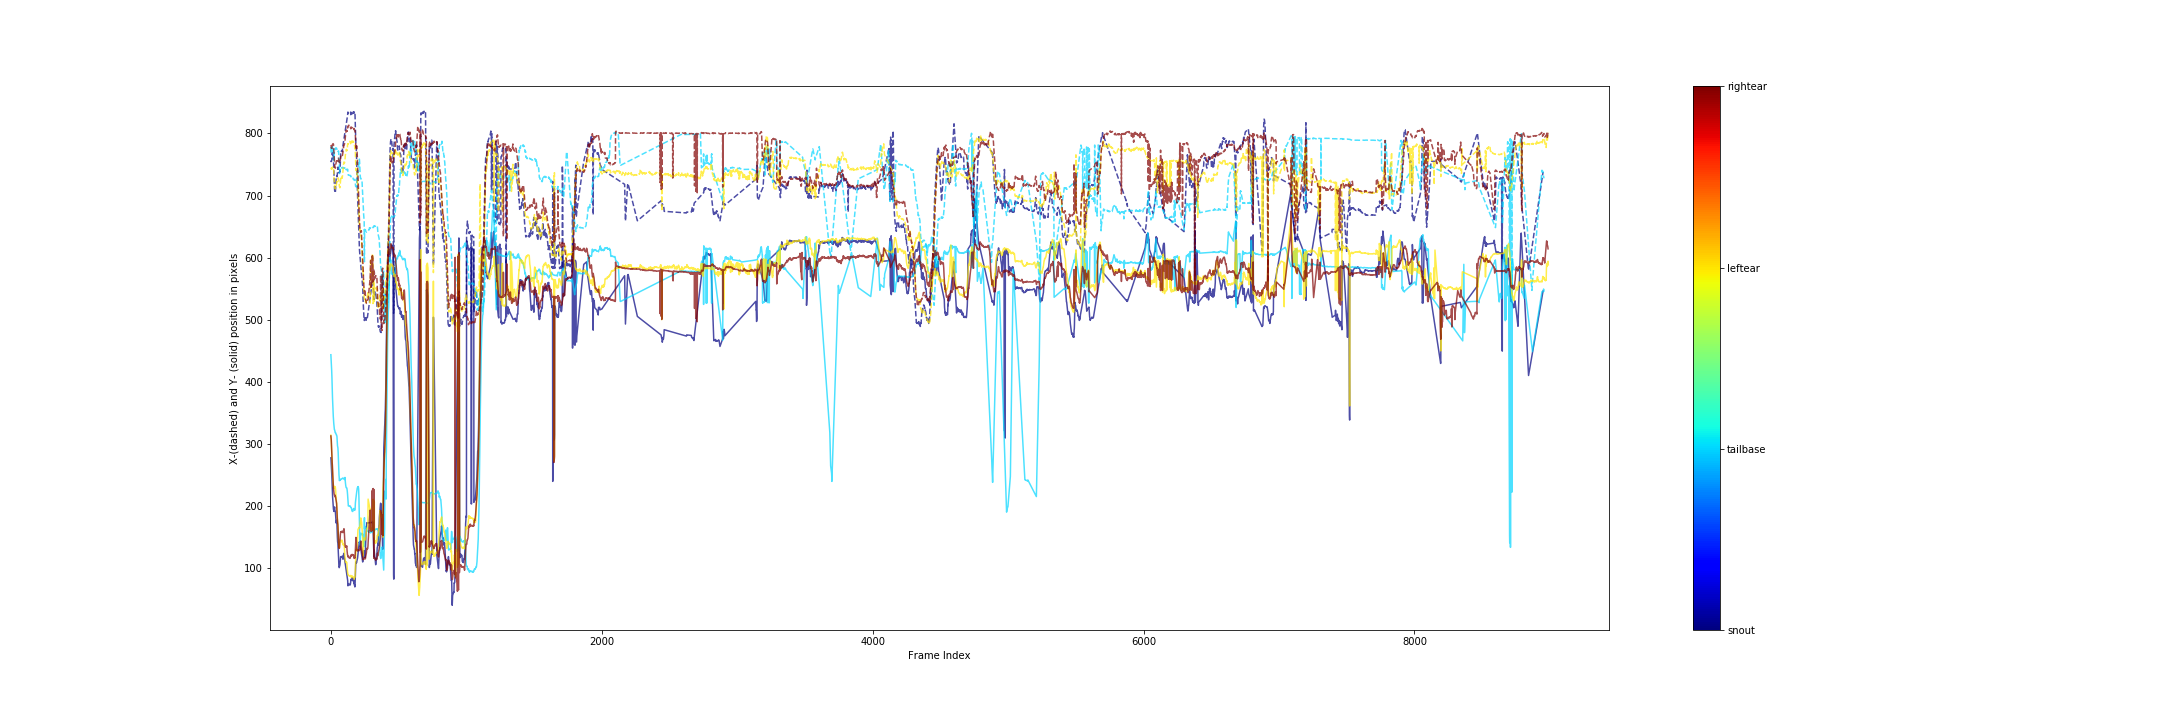 X-(dashed) and Y- (solid) position in pixels
800
700
600
500
400
300
200
100
0
2000
4000
6000
8000
Frame Index
rightear
leftear
tailbase
snout